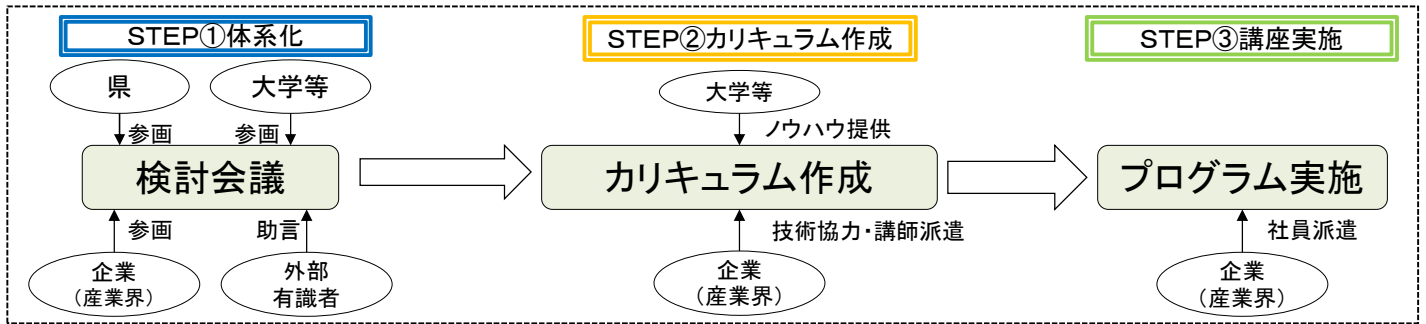 STEP①体系化
STEP②カリキュラム作成
STEP③講座実施
県
大学等
大学等
参画
参画
ノウハウ提供
検討会議
カリキュラム作成
プログラム実施
参画
助言
技術協力・講師派遣
社員派遣
企業
(産業界)
外部
有識者
企業
(産業界)
企業
(産業界)